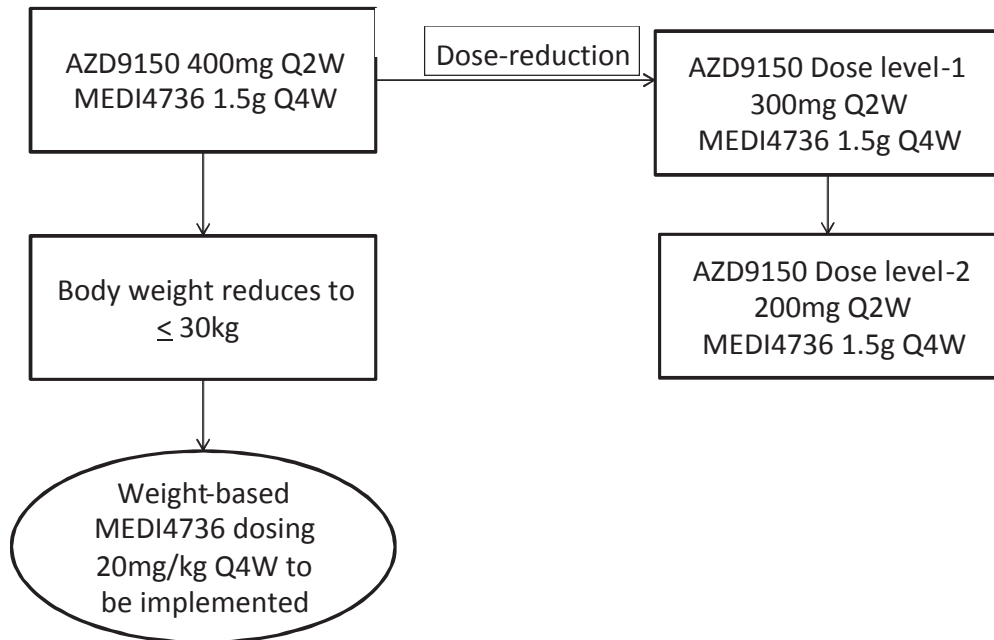 AZD9150 400mg Q2W
MEDI4736 1.5g Q4W
Dose-reduction
AZD9150 Dose level-1
300mg Q2W
MEDI4736 1.5g Q4W
Body weight reduces to
≤ 30kg
AZD9150 Dose level-2
200mg Q2W
MEDI4736 1.5g Q4W
Weight-based
MEDI4736 dosing
20mg/kg Q4W to
be implemented